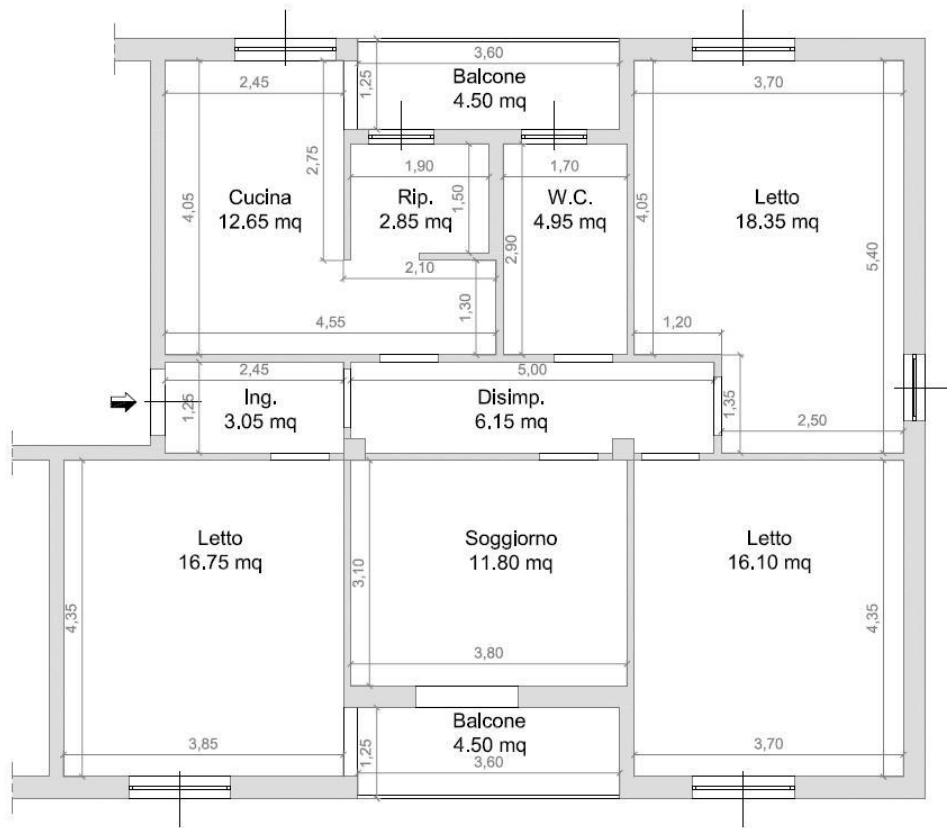 3,60
2,45
Balcone
4.50 mq
1,25
3,70
2,75
1,90
1,70
1,50
4,05
Cucina
12.65 mq
Rip.
2.85 mq
W.C.
4.95 mq
4,05
Letto
18.35 mq
2,90
5,40
2,10
1,30
4,55
1,20
2,45
5,00
1,25
Ing.
3.05 mq
Disimp.
6.15 mq
1,35
2,50
Letto
16.75 mq
Soggiorno
11.80 mq
Letto
16.10 mq
3,10
4,35
4,35
3,80
Balcone
4.50 mq
1,25
3,85
3,60
3,70